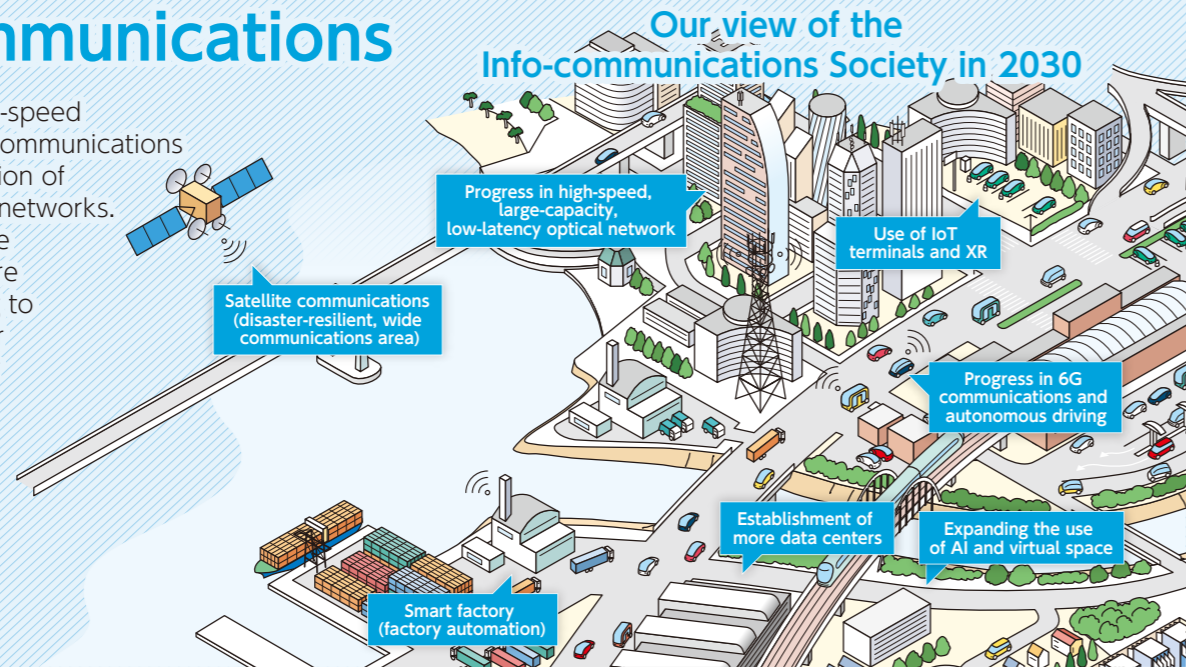 mmunications
-speed
ommunications
ion of
networks.
e
re
to
r
Our view of the
Info-communications Society in 2030
Progress in high-speed,
large-capacity,
low-latency optical network
Use of IoT
terminals and XR
Satellite communications
(disaster-resilient, wide
communications area)
Progress in 6G
communications and
autonomous driving
Establishment of
more data centers
Expanding the use
of AI and virtual space
Smart factory
(factory automation)